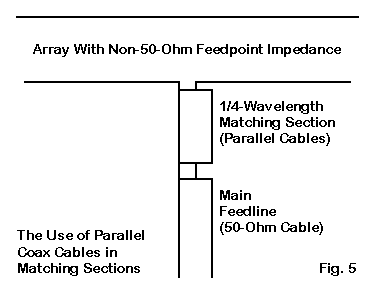 Array With Non-50-Ohm Feedpoint Impedance
1/4-Wavelength
Matching Section
(Parallel Cables)
Main
Feedline
(50-Ohm Cable)
The Use of Parallel
Coax Cables in
Matching Sections
Fig. 5